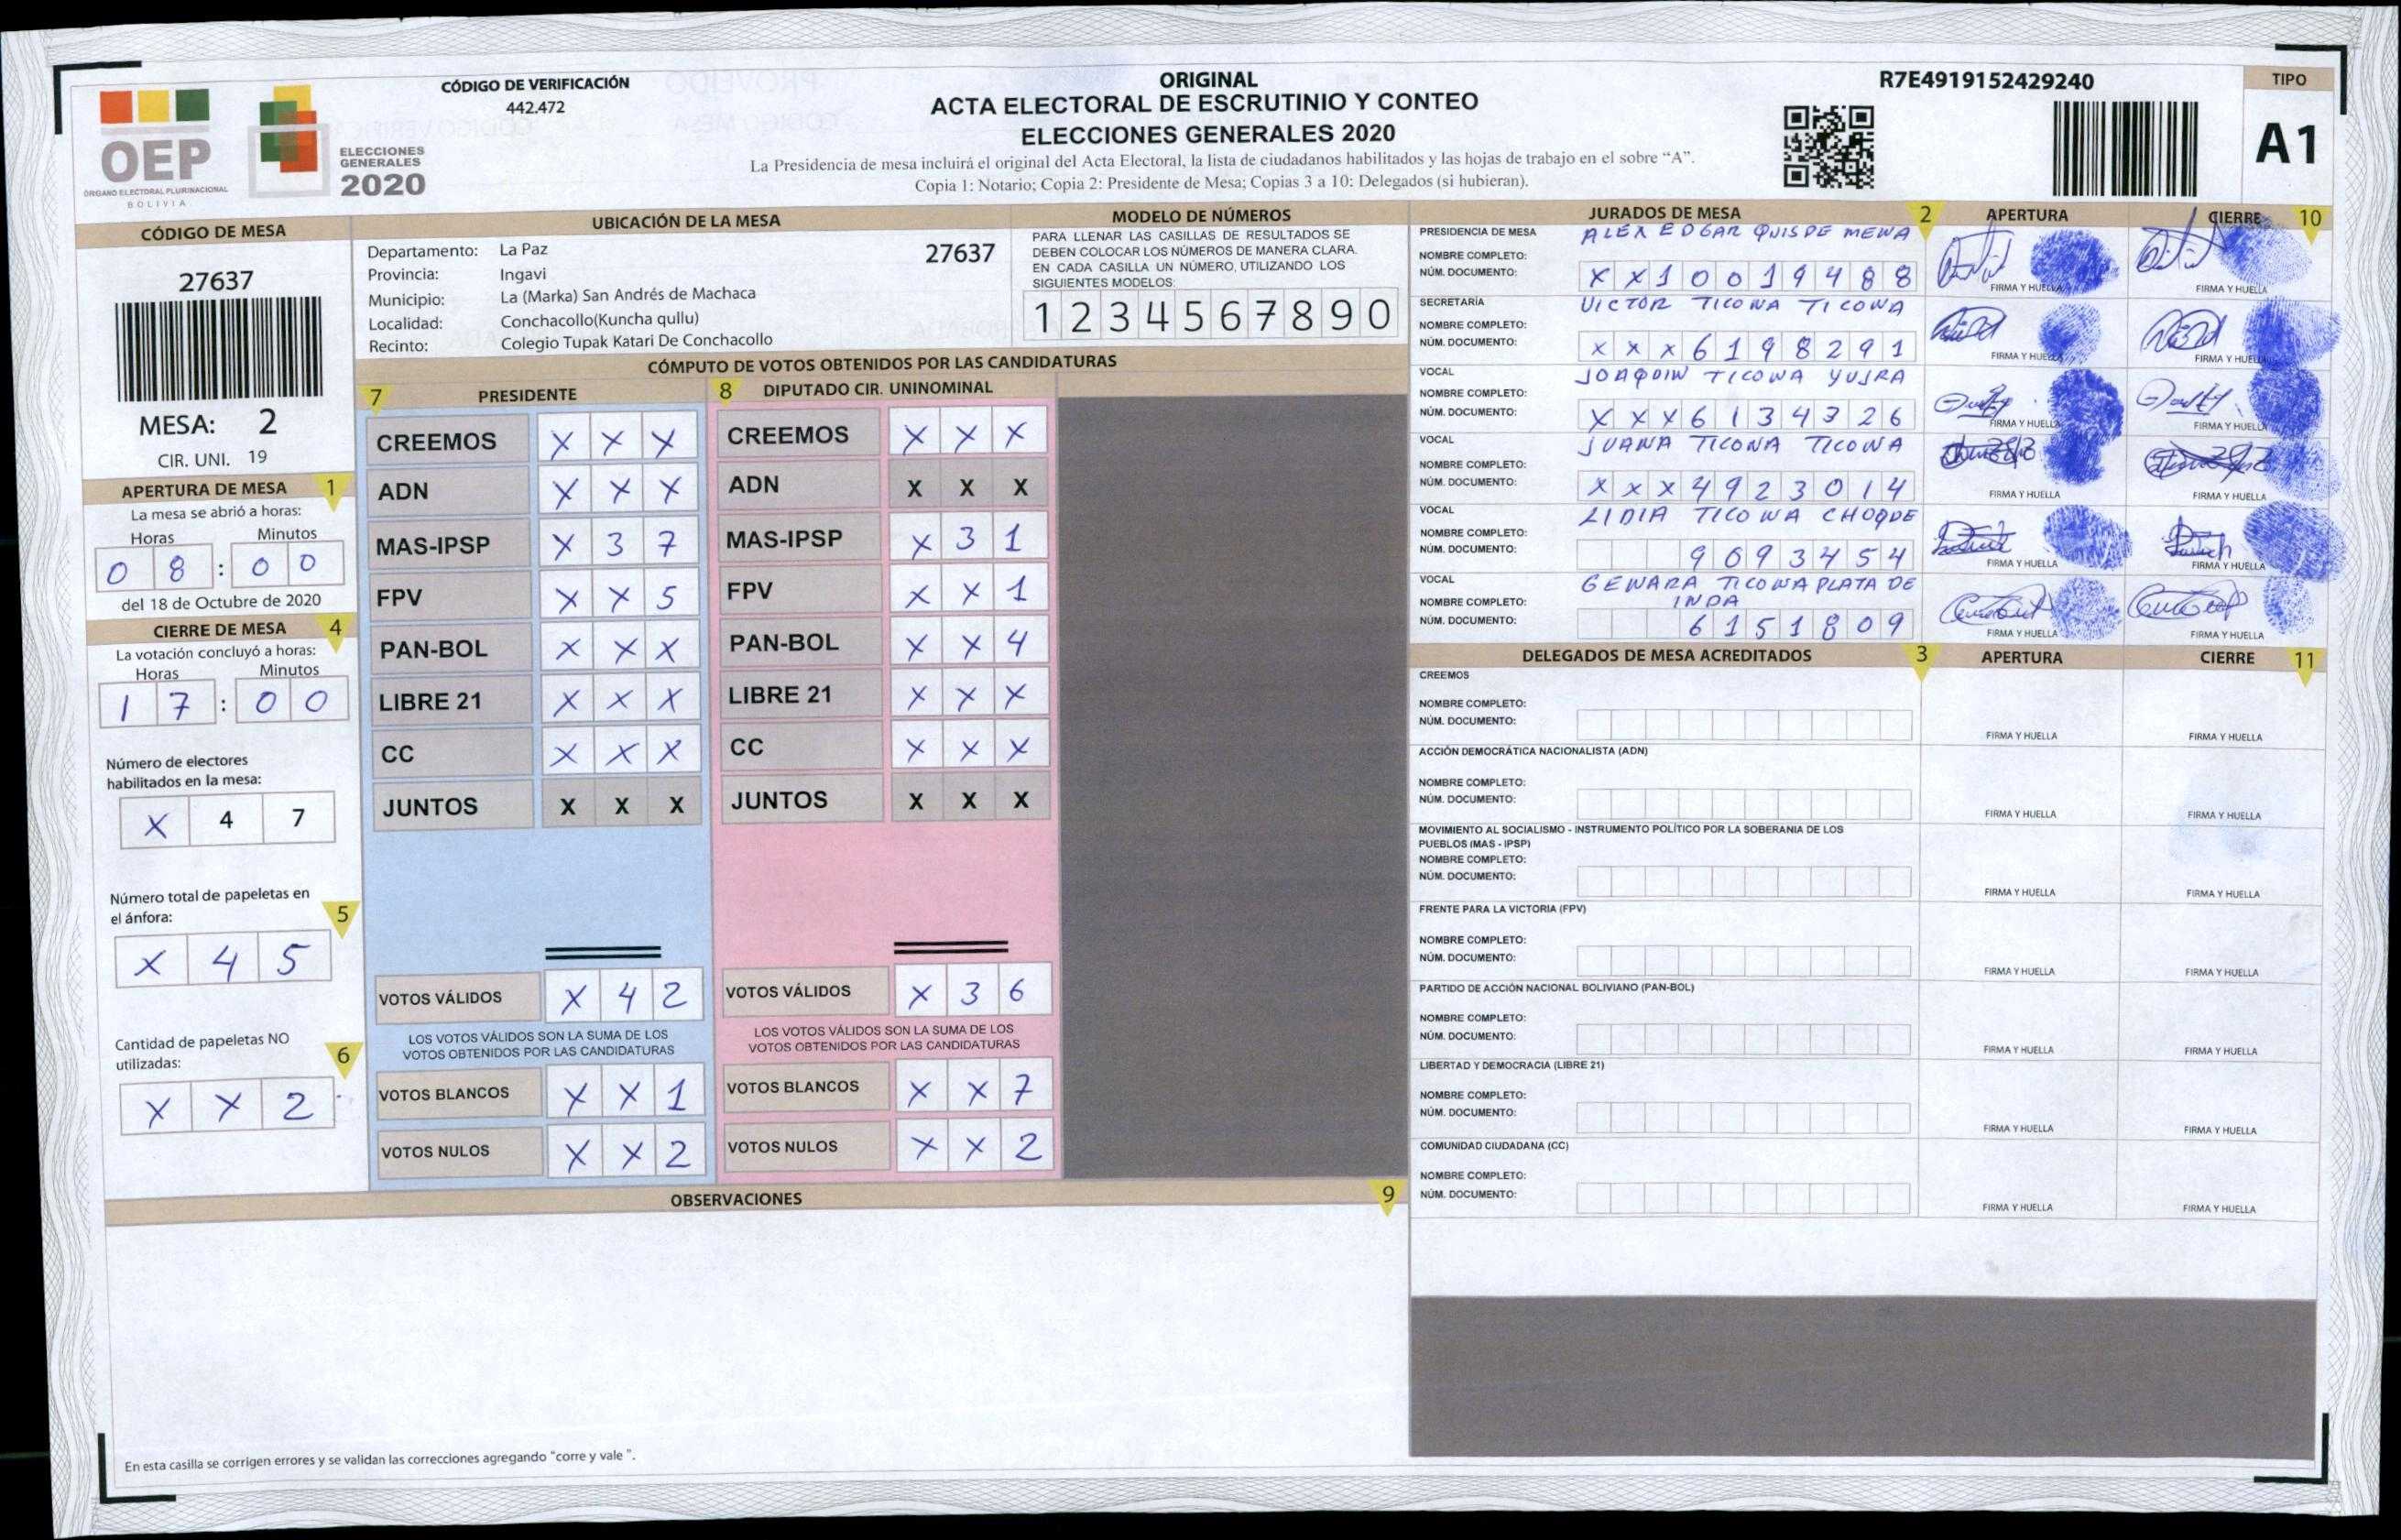 CÓDIGO DE VERIFICACIÓN
442.472
OEP
ÓRGANO ELECTORAL PLURINACIONAL
BOLIVIA
ELECCIONES
GENERALES
2020
ORIGINAL
ACTA ELECTORAL DE ESCRUTINIO Y CONTEO
ELECCIONES GENERALES 2020
La Presidencia de mesa incluirá el original del Acta Electoral, la lista de ciudadanos habilitados y las hojas de trabajo en el sobre “A”.
Copia 1: Notario; Copia 2: Presidente de Mesa; Copias 3 a 10: Delegados (si hubieran).
R7E4919152429240
TIPO
A1
CÓDIGO DE MESA
27637
MESA: 2
CIR. UNI. 19
APERTURA DE MESA 1
La mesa se abrió a horas:
Horas Minutos
0 8 : 0 0
del 18 de Octubre de 2020
CIERRE DE MESA 4
La votación concluyó a horas:
Horas Minutos
1 7 : 0 0
Número de electores
habilitados en la mesa:
X 4 7
Número total de papeletas en
el ánfora: 5
X 4 5
Cantidad de papeletas NO
utilizadas: 6
X X 2
UBICACIÓN DE LA MESA
Departamento: La Paz 27637
Provincia: Ingavi
Municipio: La (Marka) San Andrés de Machaca
Localidad: Conchacollo(Kuncha qullu)
Recinto: Colegio Tupak Katari De Conchacollo
MODELO DE NÚMEROS
PARA LLENAR LAS CASILLAS DE RESULTADOS SE
DEBEN COLOCAR LOS NÚMEROS DE MANERA CLARA.
EN CADA CASILLA UN NÚMERO, UTILIZANDO LOS
SIGUIENTES MODELOS:
1 2 3 4 5 6 7 8 9 0
CÓMPUTO DE VOTOS OBTENIDOS POR LAS CANDIDATURAS
7 PRESIDENTE
CREEMOS X X X
ADN X X X
MAS-IPSP X 3 7
FPV X X 5
PAN-BOL X X X
LIBRE 21 X X X
CC X X X
JUNTOS X X X
VOTOS VÁLIDOS X 4 2
LOS VOTOS VÁLIDOS SON LA SUMA DE LOS
VOTOS OBTENIDOS POR LAS CANDIDATURAS
VOTOS BLANCOS X X 1
VOTOS NULOS X X 2
8 DIPUTADO CIR. UNINOMINAL
CREEMOS X X X
ADN X X X
MAS-IPSP X 3 1
FPV X X 1
PAN-BOL X X 4
LIBRE 21 X X X
CC X X X
JUNTOS X X X
VOTOS VÁLIDOS X 3 6
LOS VOTOS VÁLIDOS SON LA SUMA DE LOS
VOTOS OBTENIDOS POR LAS CANDIDATURAS
VOTOS BLANCOS X X 7
VOTOS NULOS X X 2
OBSERVACIONES 9
En esta casilla se corrigen errores y se validan las correcciones agregando “corre y vale ”.
JURADOS DE MESA 2 APERTURA CIERRE 10
PRESIDENCIA DE MESA ALEX EDGAR QUISPE MEWA
NOMBRE COMPLETO:
NÚM. DOCUMENTO: X X 1 0 0 1 9 4 8 8
FIRMA Y HUELLA FIRMA Y HUELLA
SECRETARÍA VICTOR TICONA TICONA
NOMBRE COMPLETO:
NÚM. DOCUMENTO: X X X 6 1 9 8 2 9 1
FIRMA Y HUELLA FIRMA Y HUELLA
VOCAL JOAQUIN TICONA YUJRA
NOMBRE COMPLETO:
NÚM. DOCUMENTO: X X X 6 1 3 4 3 2 6
FIRMA Y HUELLA FIRMA Y HUELLA
VOCAL JUANA TICONA TICONA
NOMBRE COMPLETO:
NÚM. DOCUMENTO: X X X 4 9 2 3 0 1 4
FIRMA Y HUELLA FIRMA Y HUELLA
VOCAL LIDIA TICONA CHOQUE
NOMBRE COMPLETO:
NÚM. DOCUMENTO: 9 0 9 3 4 5 4
FIRMA Y HUELLA FIRMA Y HUELLA
VOCAL GENARA TICONA PLATA DE
NOMBRE COMPLETO: INDA
NÚM. DOCUMENTO: 6 1 5 1 8 0 9
FIRMA Y HUELLA FIRMA Y HUELLA
DELEGADOS DE MESA ACREDITADOS 3 APERTURA CIERRE 11
CREEMOS
NOMBRE COMPLETO:
NÚM. DOCUMENTO:
FIRMA Y HUELLA FIRMA Y HUELLA
ACCIÓN DEMOCRÁTICA NACIONALISTA (ADN)
NOMBRE COMPLETO:
NÚM. DOCUMENTO:
FIRMA Y HUELLA FIRMA Y HUELLA
MOVIMIENTO AL SOCIALISMO - INSTRUMENTO POLÍTICO POR LA SOBERANIA DE LOS
PUEBLOS (MAS - IPSP)
NOMBRE COMPLETO:
NÚM. DOCUMENTO:
FIRMA Y HUELLA FIRMA Y HUELLA
FRENTE PARA LA VICTORIA (FPV)
NOMBRE COMPLETO:
NÚM. DOCUMENTO:
FIRMA Y HUELLA FIRMA Y HUELLA
PARTIDO DE ACCIÓN NACIONAL BOLIVIANO (PAN-BOL)
NOMBRE COMPLETO:
NÚM. DOCUMENTO:
FIRMA Y HUELLA FIRMA Y HUELLA
LIBERTAD Y DEMOCRACIA (LIBRE 21)
NOMBRE COMPLETO:
NÚM. DOCUMENTO:
FIRMA Y HUELLA FIRMA Y HUELLA
COMUNIDAD CIUDADANA (CC)
NOMBRE COMPLETO:
NÚM. DOCUMENTO:
FIRMA Y HUELLA FIRMA Y HUELLA